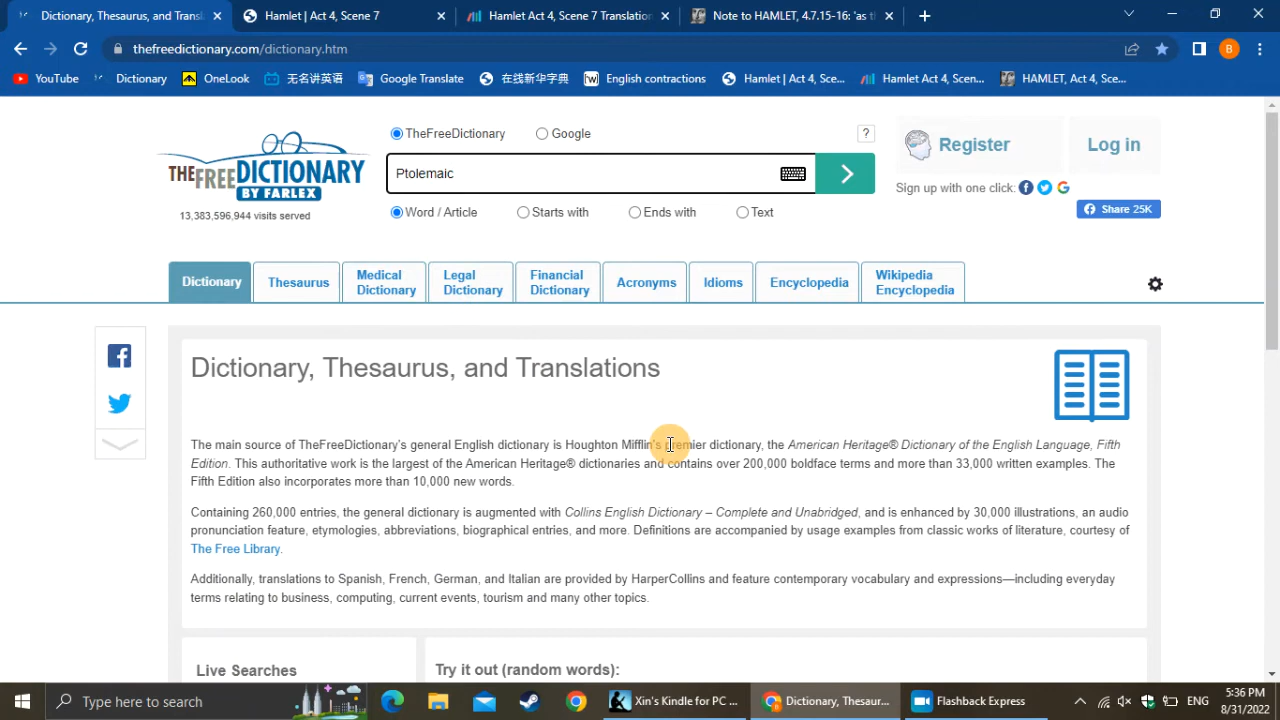 Dictionary, Thesaurus, and Transl
Hamlet | Act 4, Scene 7
Hamlet Act 4, Scene 7 Translation
Note to HAMLET, 4.7.15-16: 'as th
thefreedictionary.com/dictionary.htm
B
YouTube
Dictionary
OneLook
无名讲英语
Google Translate
在线新华字典
[w] English contractions
Hamlet | Act 4, Sce...
Hamlet Act 4, Scen...
HAMLET, Act 4, Sce...
THE FREE DICTIONARY
BY FARLEX
13,383,596,944 visits served
TheFreeDictionary
Google
?
Ptolemaic
Word / Article
Starts with
Ends with
Text
Register
Log in
Sign up with one click:
Share 25K
Dictionary
Thesaurus
Medical
Dictionary
Legal
Dictionary
Financial
Dictionary
Acronyms
Idioms
Encyclopedia
Wikipedia
Encyclopedia
Dictionary, Thesaurus, and Translations
The main source of TheFreeDictionary's general English dictionary is Houghton Mifflin's premier dictionary, the American Heritage® Dictionary of the English Language, Fifth
Edition. This authoritative work is the largest of the American Heritage® dictionaries and contains over 200,000 boldface terms and more than 33,000 written examples. The
Fifth Edition also incorporates more than 10,000 new words.
Containing 260,000 entries, the general dictionary is augmented with Collins English Dictionary – Complete and Unabridged, and is enhanced by 30,000 illustrations, an audio
pronunciation feature, etymologies, abbreviations, biographical entries, and more. Definitions are accompanied by usage examples from classic works of literature, courtesy of
The Free Library.
Additionally, translations to Spanish, French, German, and Italian are provided by HarperCollins and feature contemporary vocabulary and expressions—including everyday
terms relating to business, computing, current events, tourism and many other topics.
Live Searches
Try it out (random words):
Type here to search
Xin's Kindle for PC ...
Dictionary, Thesaur...
Flashback Express
ENG
5:36 PM
8/31/2022